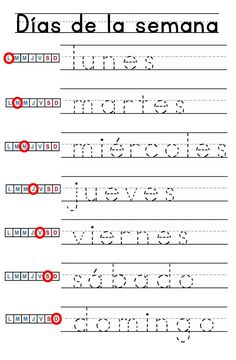 Días de la semana
L M M J V S D lunes
L M M J V S D martes
L M M J V S D miércoles
L M M J V S D jueves
L M M J V S D viernes
L M M J V S D sábado
L M M J V S D domingo